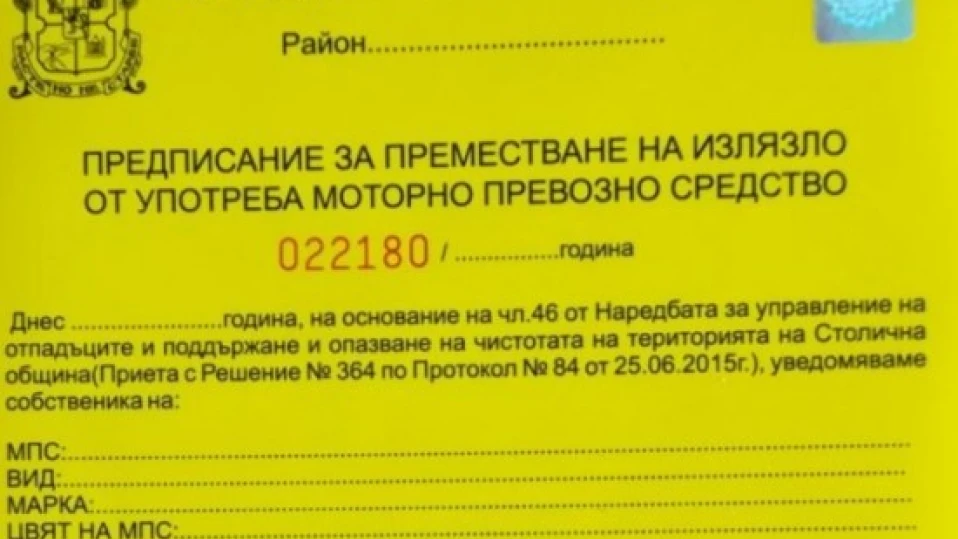 Район..............................
ПРЕДПИСАНИЕ ЗА ПРЕМЕСТВАНЕ НА ИЗЛЯЗЛО
ОТ УПОТРЕБА МОТОРНО ПРЕВОЗНО СРЕДСТВО
022180 / ................година
Днес .......................година, на основание на чл.46 от Наредбата за управление на
отпадъците и поддържане и опазване на чистотата на територията на Столична
община(Приета с Решение № 364 по Протокол № 84 от 25.06.2015г.), уведомяваме
собственика на:
МПС:................................................................
ВИД:................................................................
МАРКА:................................................................
ЦВЯТ НА МПС:................................................................